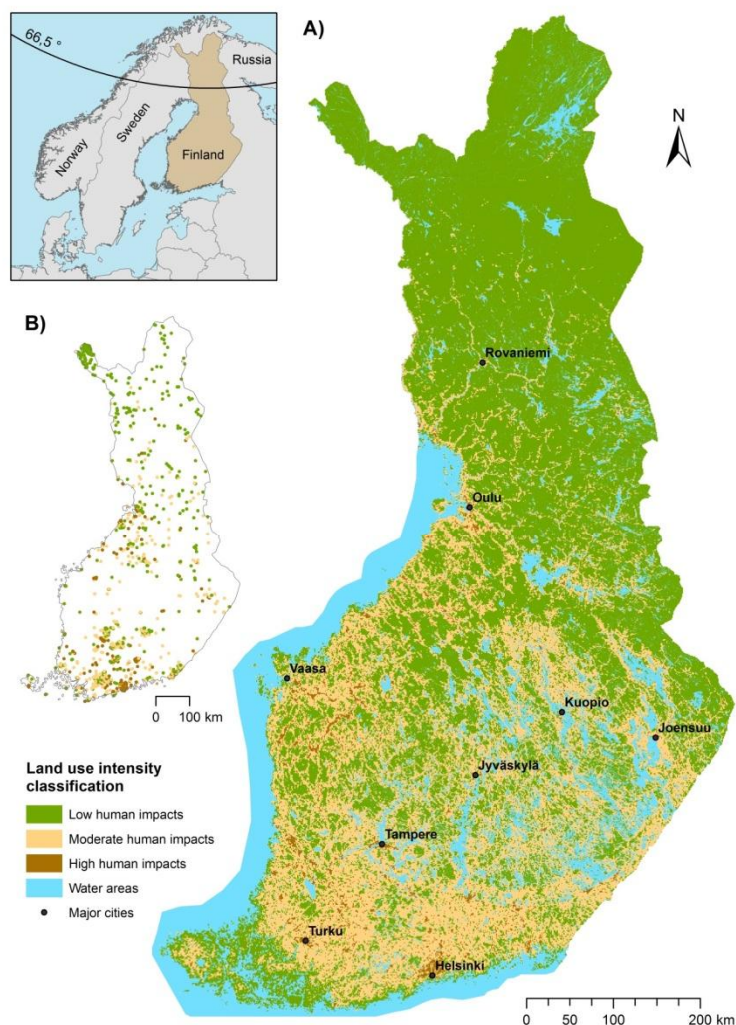 66,5 °
Russia
Sweden
Norway
Finland
A)
N
B)
Rovaniemi
Oulu
Vaasa
Kuopio
Joensuu
Jyväskylä
Tampere
Turku
Helsinki
0 100 km
Land use intensity
classification
Low human impacts
Moderate human impacts
High human impacts
Water areas
Major cities
0 50 100 200 km